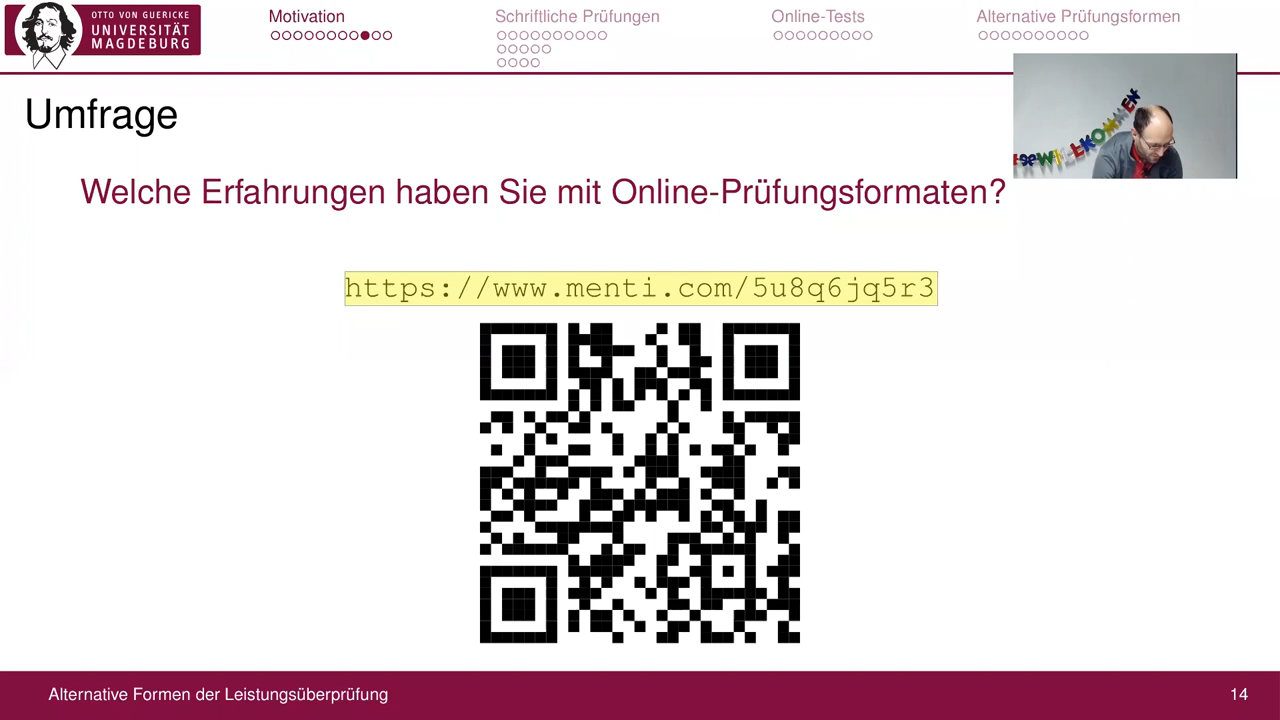 OTTO VON GUERICKE
UNIVERSITÄT
MAGDEBURG
Motivation
Schriftliche Prüfungen
Online-Tests
Alternative Prüfungsformen
Umfrage
WILLKOMMEN
Welche Erfahrungen haben Sie mit Online-Prüfungsformaten?
https://www.menti.com/5u8q6jq5r3
Alternative Formen der Leistungsüberprüfung
14